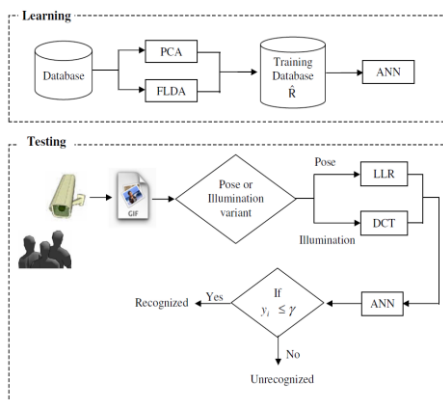 Learning
Database
PCA
FLDA
Training
Database
R̂
ANN
Testing
GIF
Pose or
Illumination
variant
Pose
LLR
Illumination
DCT
ANN
If
yᵢ ≤ γ
Yes
Recognized
No
Unrecognized